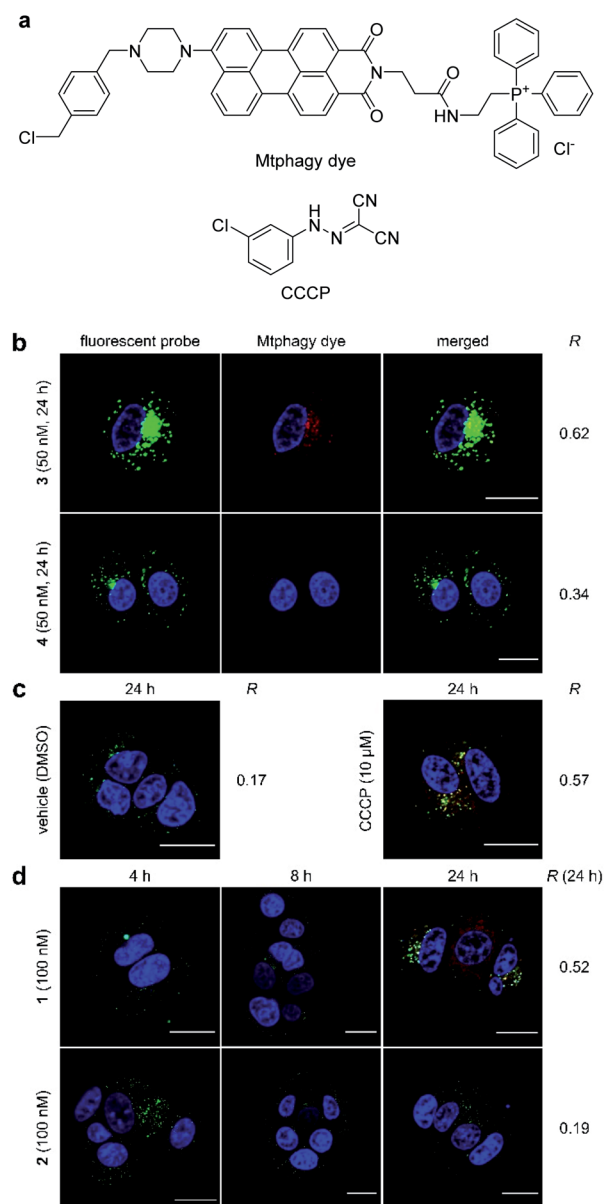 a
N
N
O
N
O
O
HN
P+
Cl
Cl-
Mtphagy dye
Cl
H
N
N
CN
CN
CCCP
b
fluorescent probe Mtphagy dye merged R
3 (50 nM, 24 h)
0.62
4 (50 nM, 24 h)
0.34
c
24 h R 24 h R
vehicle (DMSO)
0.17
CCCP (10 µM)
0.57
d
4 h 8 h 24 h R (24 h)
1 (100 nM)
0.52
2 (100 nM)
0.19